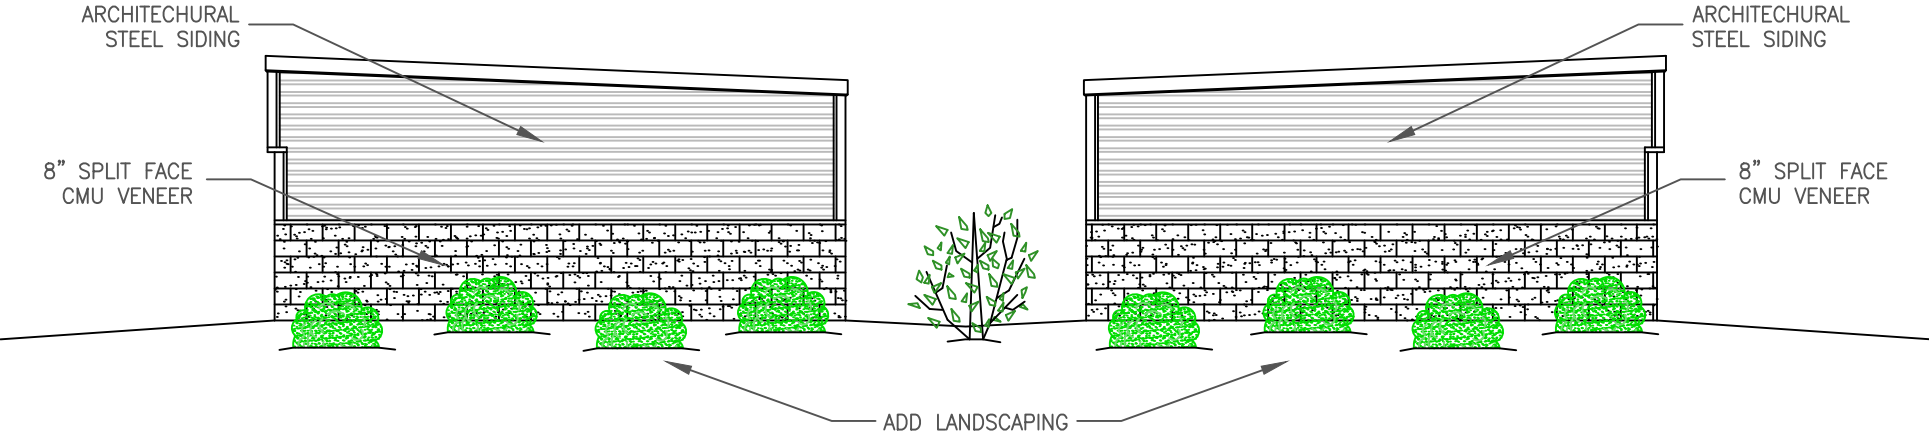 ARCHITECHURAL
STEEL SIDING
ARCHITECHURAL
STEEL SIDING
8” SPLIT FACE
CMU VENEER
8” SPLIT FACE
CMU VENEER
ADD LANDSCAPING